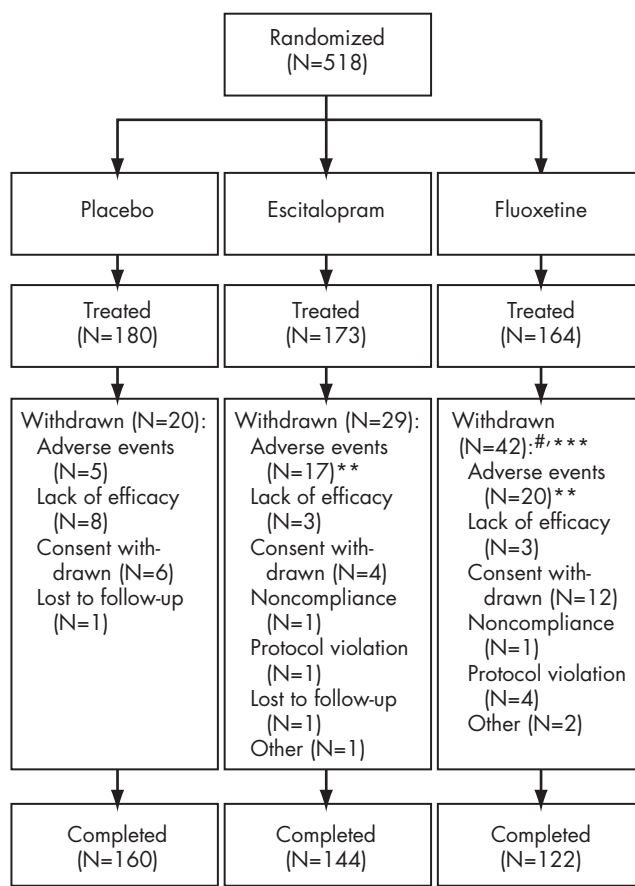 Randomized
(N=518)
Placebo
Escitalopram
Fluoxetine
Treated
(N=180)
Treated
(N=173)
Treated
(N=164)
Withdrawn (N=20):
Adverse events
(N=5)
Lack of efficacy
(N=8)
Consent with-
drawn (N=6)
Lost to follow-up
(N=1)
Withdrawn (N=29):
Adverse events
(N=17)**
Lack of efficacy
(N=3)
Consent with-
drawn (N=4)
Noncompliance
(N=1)
Protocol violation
(N=1)
Lost to follow-up
(N=1)
Other (N=1)
Withdrawn
(N=42):#,***
Adverse events
(N=20)**
Lack of efficacy
(N=3)
Consent with-
drawn (N=12)
Noncompliance
(N=1)
Protocol violation
(N=4)
Other (N=2)
Completed
(N=160)
Completed
(N=144)
Completed
(N=122)